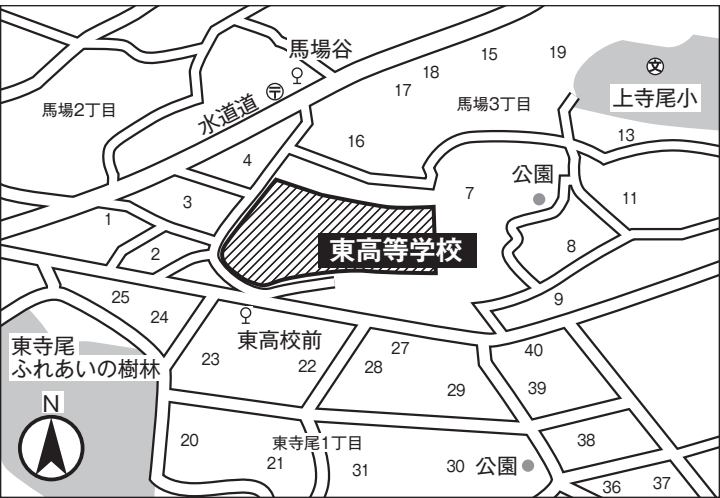 馬場谷
15
19
18
17
文
上寺尾小
馬場2丁目
水道道
〒
馬場3丁目
16
13
4
公園
7
11
3
1
東高等学校
8
2
25
24
9
東高校前
東寺尾
ふれあいの樹林
23
22
27
28
40
39
29
N
20
東寺尾1丁目
21
31
30
公園
38
36
37